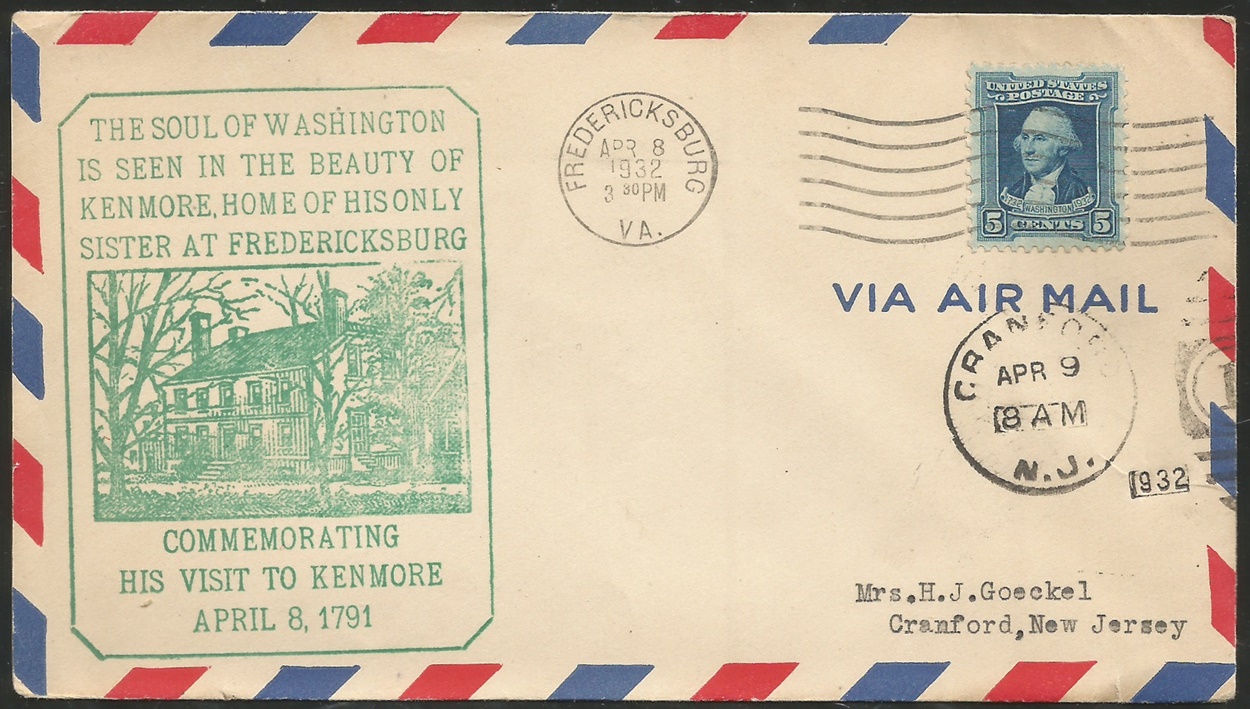 THE SOUL OF WASHINGTON
IS SEEN IN THE BEAUTY OF
KENMORE, HOME OF HIS ONLY
SISTER AT FREDERICKSBURG
COMMEMORATING
HIS VISIT TO KENMORE
APRIL 8, 1791
FREDERICKSBURG
APR 8
1932
3 30 PM
VA.
UNITED STATES
POSTAGE
1732 WASHINGTON 1932
5 CENTS 5
VIA AIR MAIL
CRANFORD
APR 9
8 AM
N.J.
1932
Mrs.H.J.Goeckel
Cranford,New Jersey